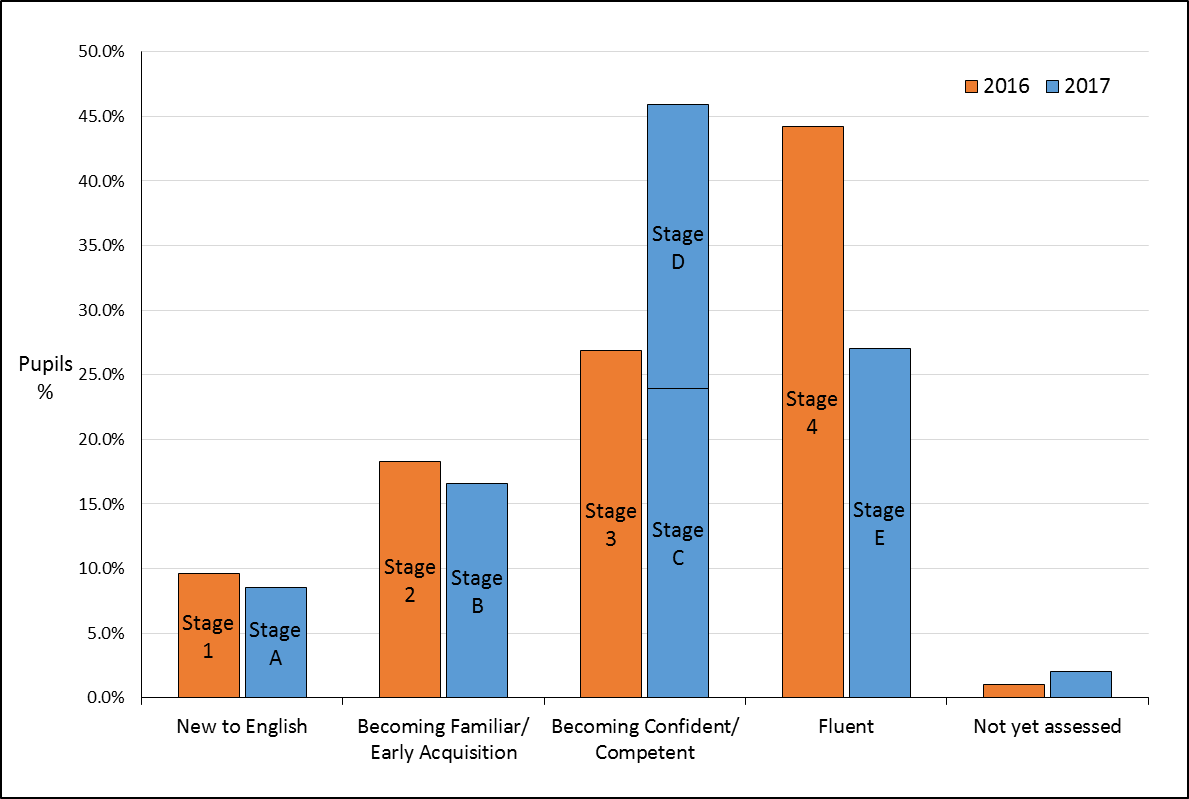 50.0%
2016 2017
45.0%
40.0%
35.0%
30.0%
25.0%
20.0%
15.0%
10.0%
5.0%
0.0%
Pupils
%
Stage
1
Stage
A
Stage
2
Stage
B
Stage
3
Stage
D
Stage
C
Stage
4
Stage
E
New to English
Becoming Familiar/
Early Acquisition
Becoming Confident/
Competent
Fluent
Not yet assessed